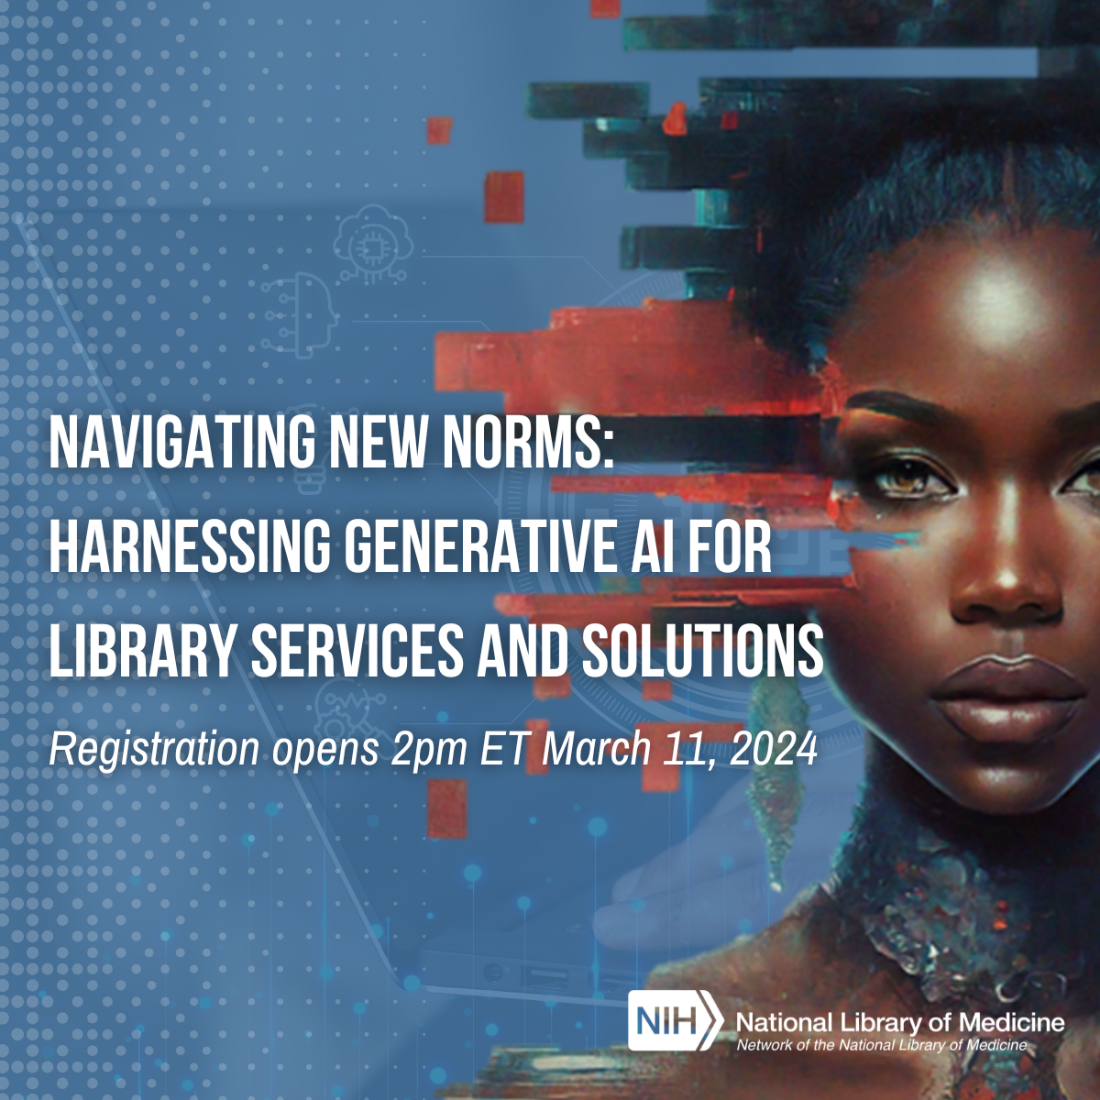 NAVIGATING NEW NORMS:
HARNESSING GENERATIVE AI FOR
LIBRARY SERVICES AND SOLUTIONS
Registration opens 2pm ET March 11, 2024
NIH National Library of Medicine
Network of the National Library of Medicine